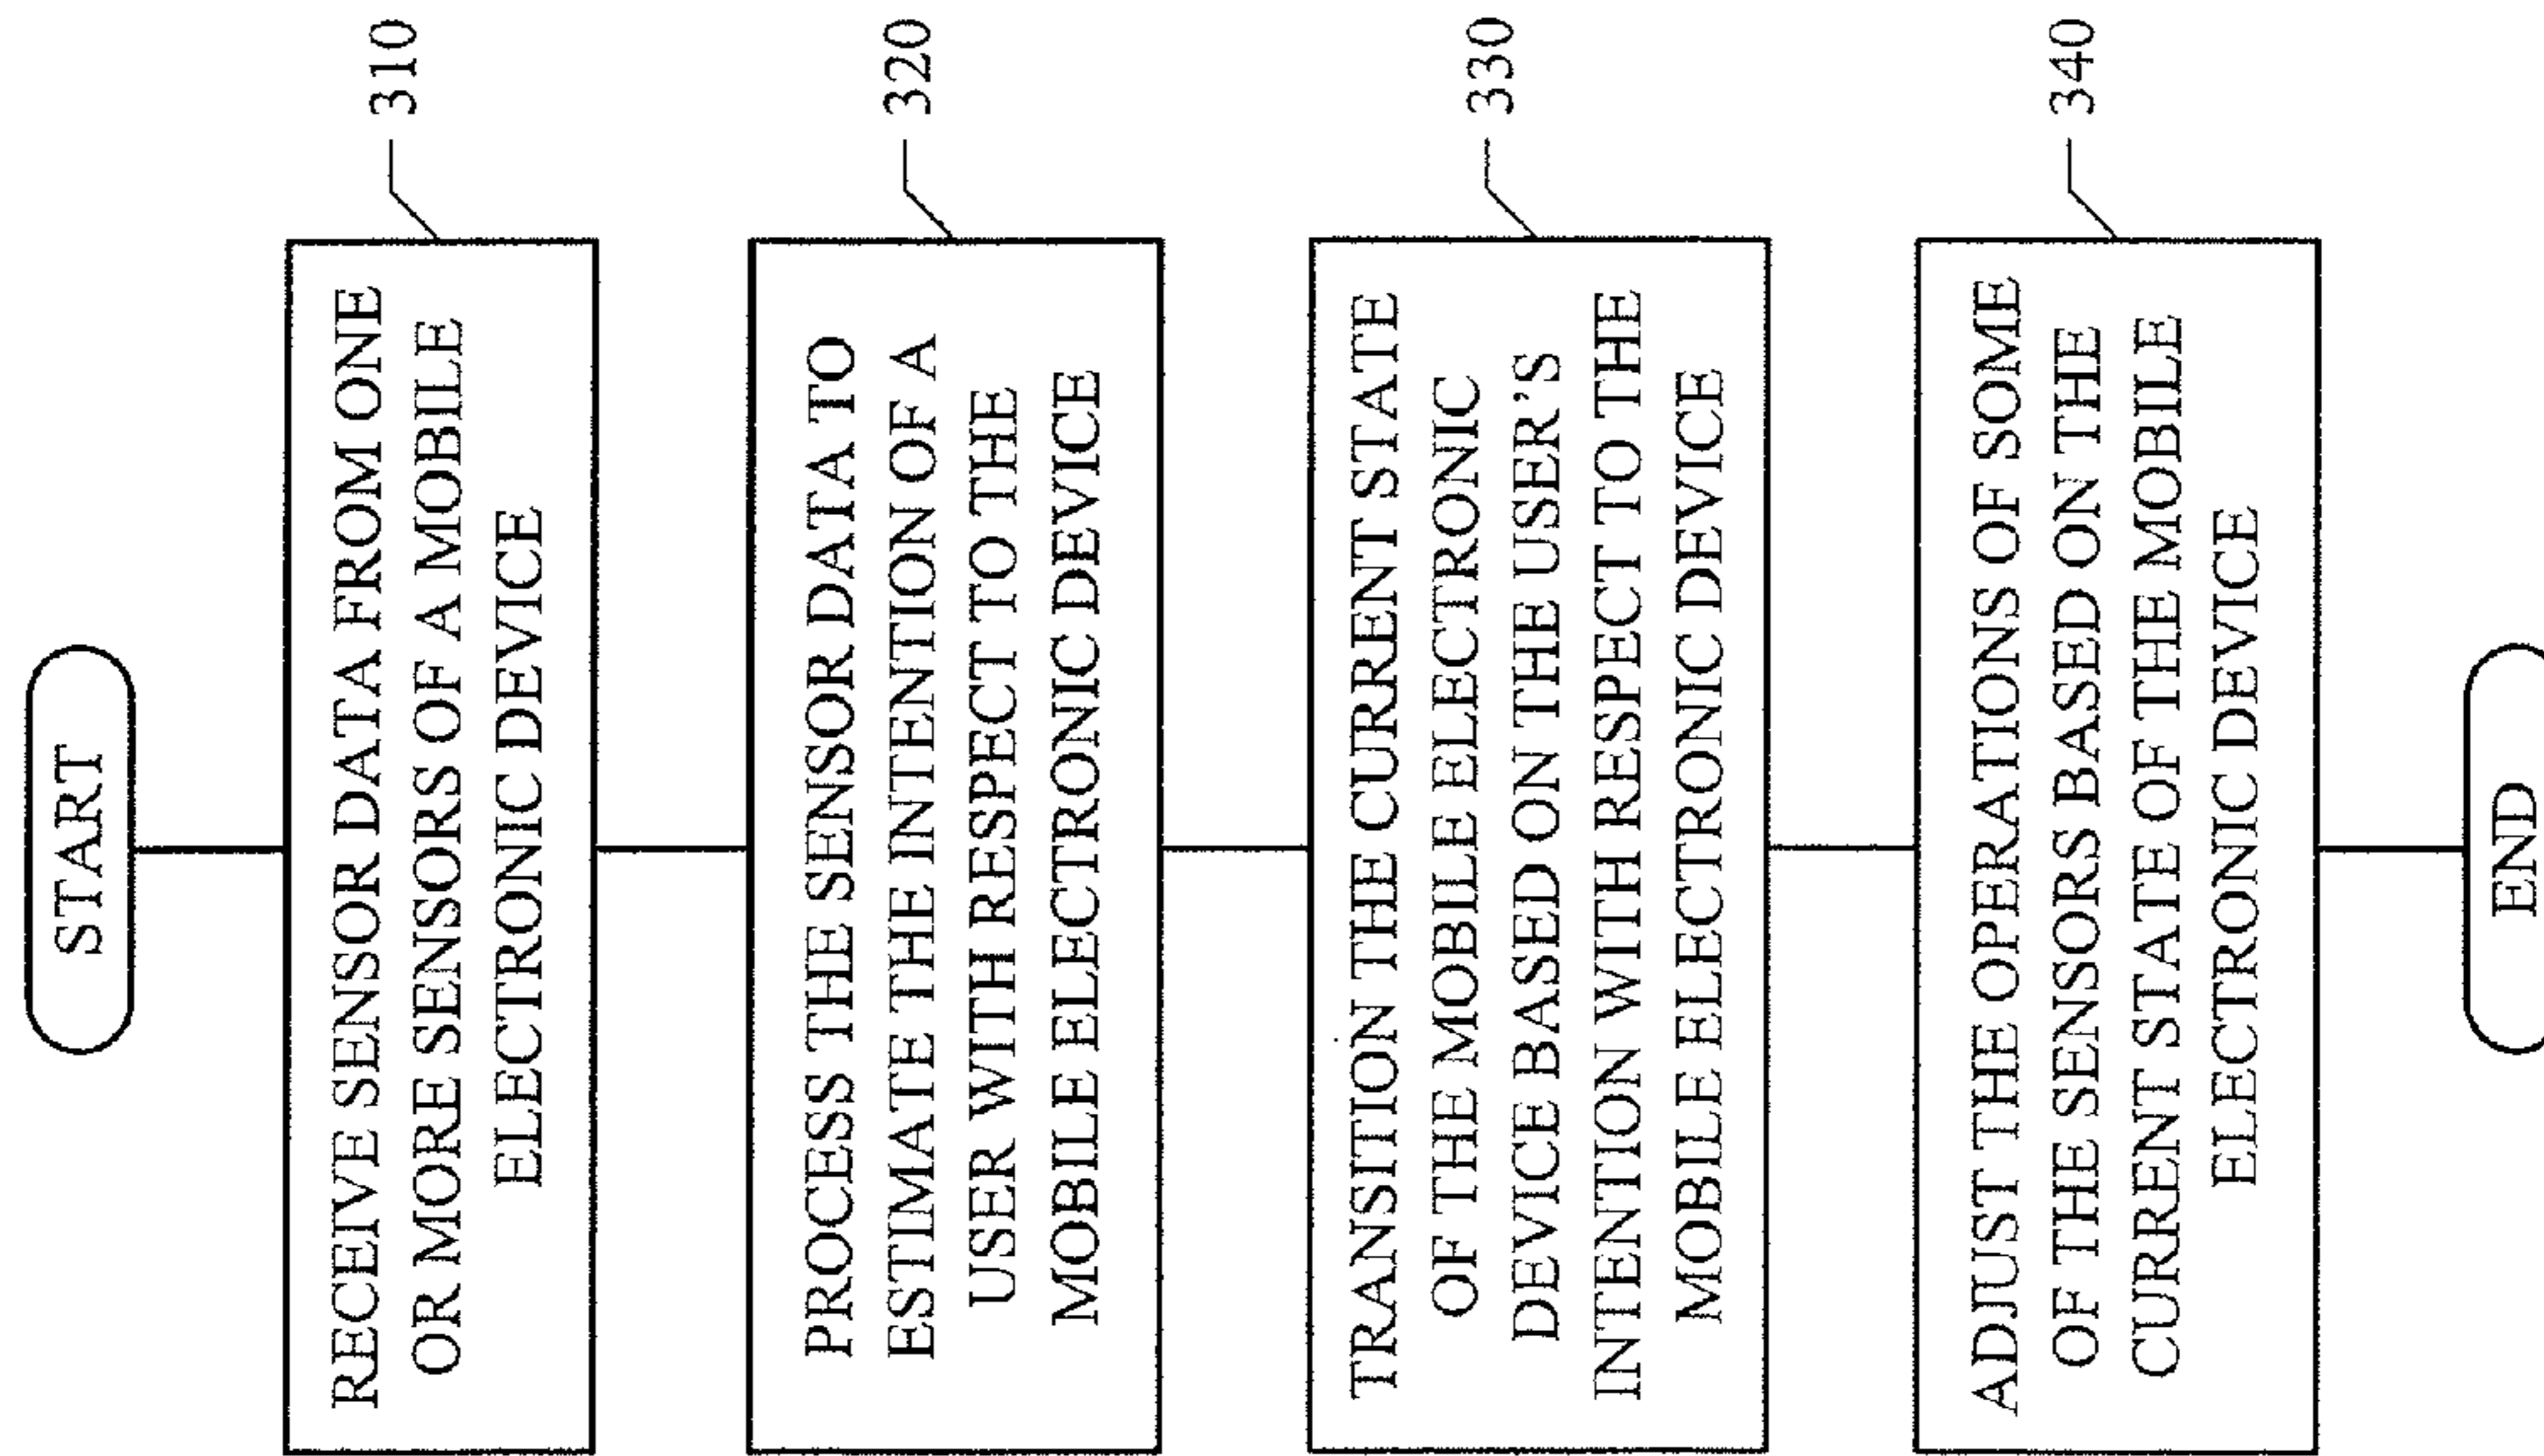 START
RECEIVE SENSOR DATA FROM ONE
OR MORE SENSORS OF A MOBILE
ELECTRONIC DEVICE
310
PROCESS THE SENSOR DATA TO
ESTIMATE THE INTENTION OF A
USER WITH RESPECT TO THE
MOBILE ELECTRONIC DEVICE
320
TRANSITION THE CURRENT STATE
OF THE MOBILE ELECTRONIC
DEVICE BASED ON THE USER'S
INTENTION WITH RESPECT TO THE
MOBILE ELECTRONIC DEVICE
330
ADJUST THE OPERATIONS OF SOME
OF THE SENSORS BASED ON THE
CURRENT STATE OF THE MOBILE
ELECTRONIC DEVICE
340
END